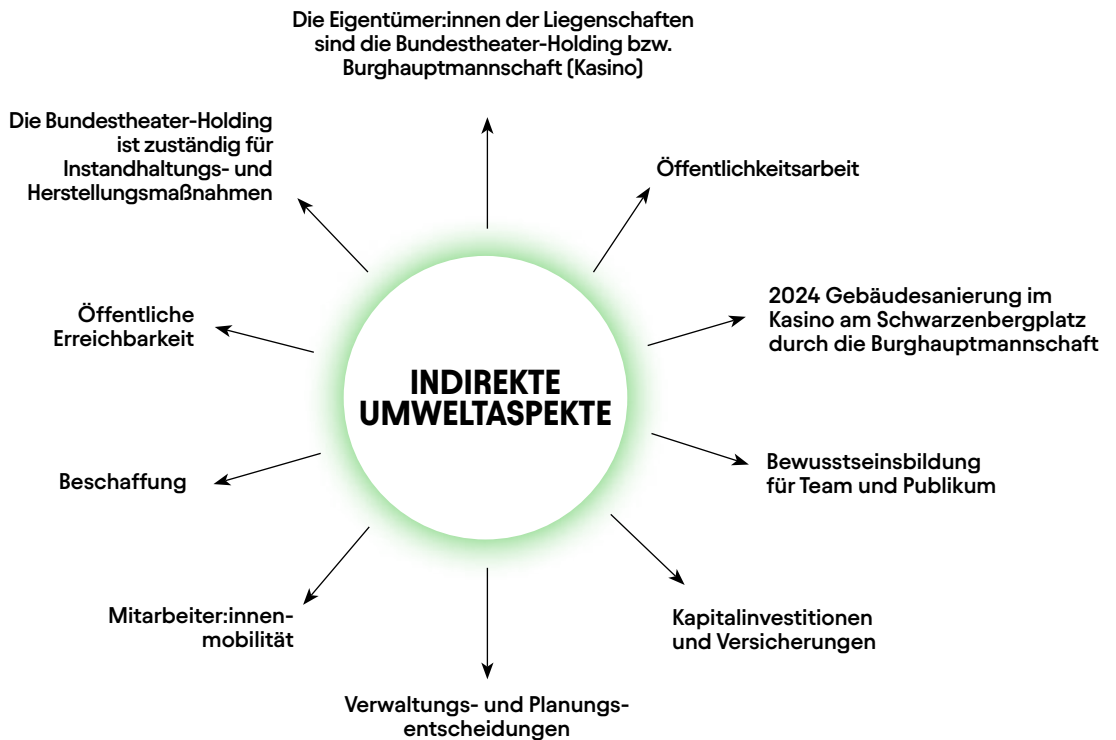 Die Eigentümer:innen der Liegenschaften
sind die Bundestheater-Holding bzw.
Burghauptmannschaft (Kasino)
Die Bundestheater-Holding
ist zuständig für
Instandhaltungs- und
Herstellungsmaßnahmen
Öffentlichkeitsarbeit
Öffentliche
Erreichbarkeit
2024 Gebäudesanierung im
Kasino am Schwarzenbergplatz
durch die Burghauptmannschaft
INDIREKTE
UMWELTASPEKTE
Beschaffung
Bewusstseinsbildung
für Team und Publikum
Mitarbeiter:innen-
mobilität
Kapitalinvestitionen
und Versicherungen
Verwaltungs- und Planungs-
entscheidungen